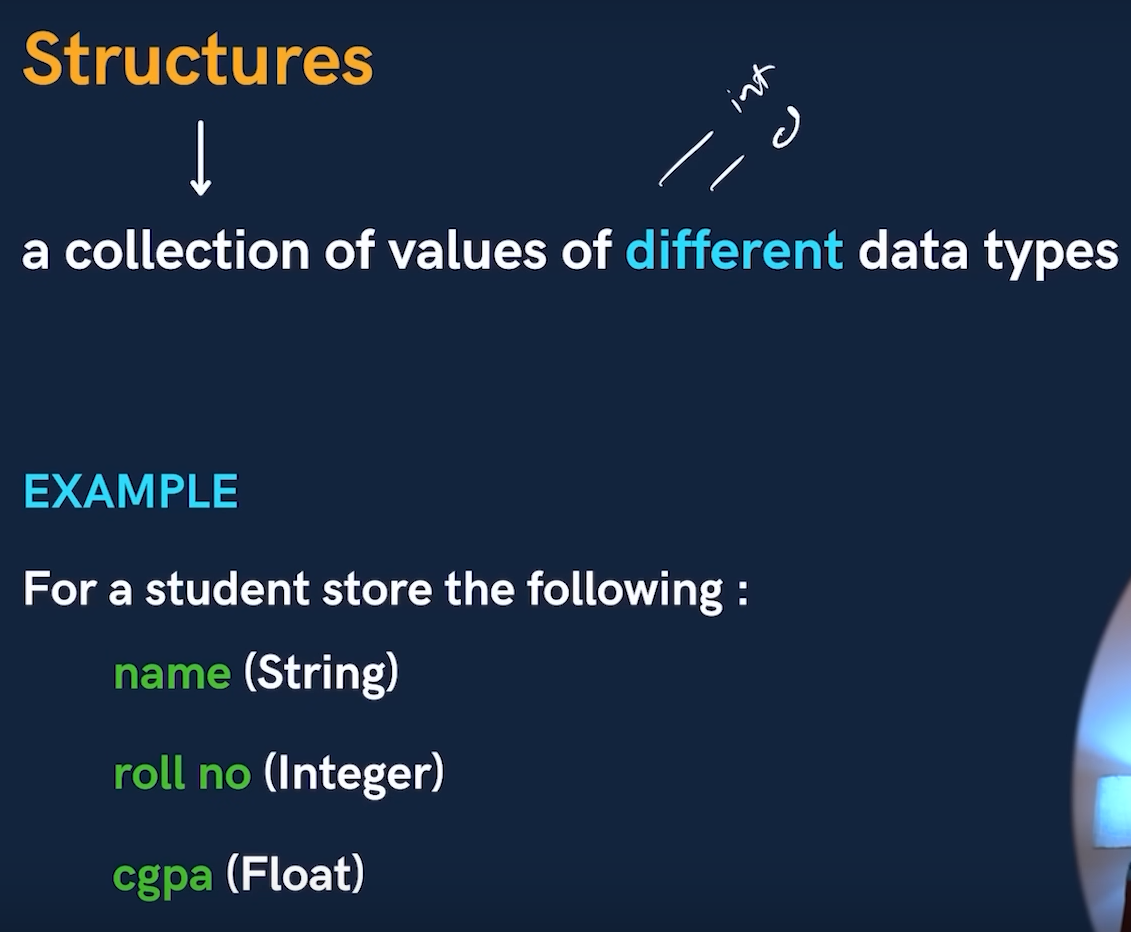 Structures
int
a collection of values of different data types
EXAMPLE
For a student store the following :
name (String)
roll no (Integer)
cgpa (Float)